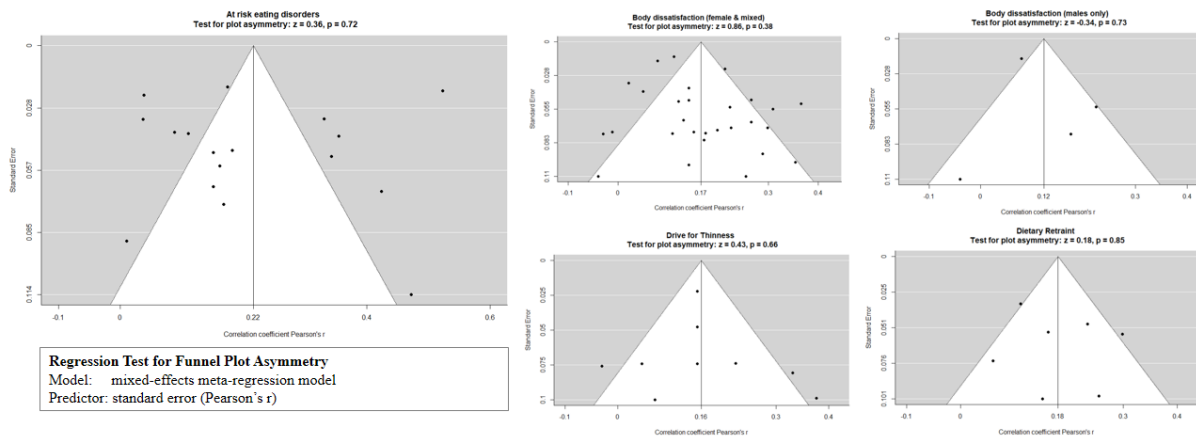 At risk eating disorders
Test for plot asymmetry: z = 0.36, p = 0.72
0
0.028
0.057
0.085
0.114
Standard Error
-0.1
0
0.22
0.4
0.6
Correlation coefficient Pearson's r
Regression Test for Funnel Plot Asymmetry
Model: mixed-effects meta-regression model
Predictor: standard error (Pearson's r)
Body dissatisfaction (female & mixed)
Test for plot asymmetry: z = 0.86, p = 0.38
0
0.028
0.055
0.083
0.11
Standard Error
-0.1
0
0.17
0.3
0.4
Correlation coefficient Pearson's r
Body dissatisfaction (males only)
Test for plot asymmetry: z = -0.34, p = 0.73
0
0.028
0.055
0.083
0.11
Standard Error
-0.1
0
0.12
0.3
0.4
Correlation coefficient Pearson's r
Drive for Thinness
Test for plot asymmetry: z = 0.43, p = 0.66
0
0.025
0.05
0.075
0.1
Standard Error
-0.1
0
0.16
0.3
0.4
Correlation coefficient Pearson's r
Dietary Retraint
Test for plot asymmetry: z = 0.18, p = 0.85
0
0.025
0.051
0.076
0.101
Standard Error
-0.1
0
0.18
0.3
0.4
Correlation coefficient Pearson's r